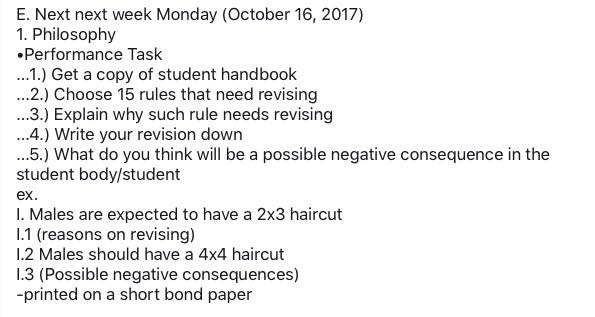 E. Next next week Monday (October 16, 2017)
1. Philosophy
•Performance Task
...1.) Get a copy of student handbook
...2.) Choose 15 rules that need revising
...3.) Explain why such rule needs revising
...4.) Write your revision down
...5.) What do you think will be a possible negative consequence in the
student body/student
ex.
I. Males are expected to have a 2x3 haircut
I.1 (reasons on revising)
I.2 Males should have a 4x4 haircut
I.3 (Possible negative consequences)
-printed on a short bond paper